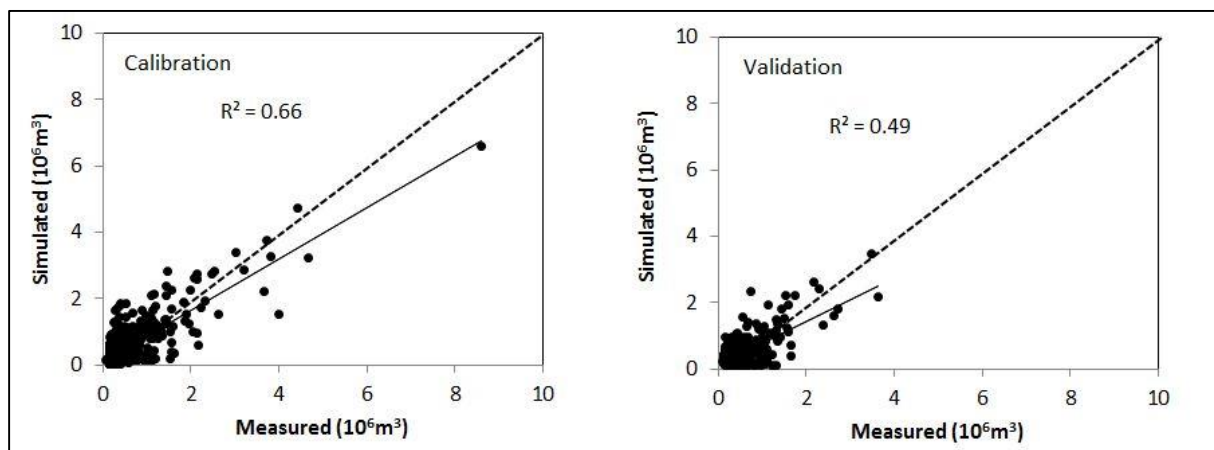 Calibration
R² = 0.66
Simulated (10⁶m³)
10
8
6
4
2
0
0 2 4 6 8 10
Measured (10⁶m³)
Validation
R² = 0.49
Simulated (10⁶m³)
10
8
6
4
2
0
0 2 4 6 8 10
Measured (10⁶m³)